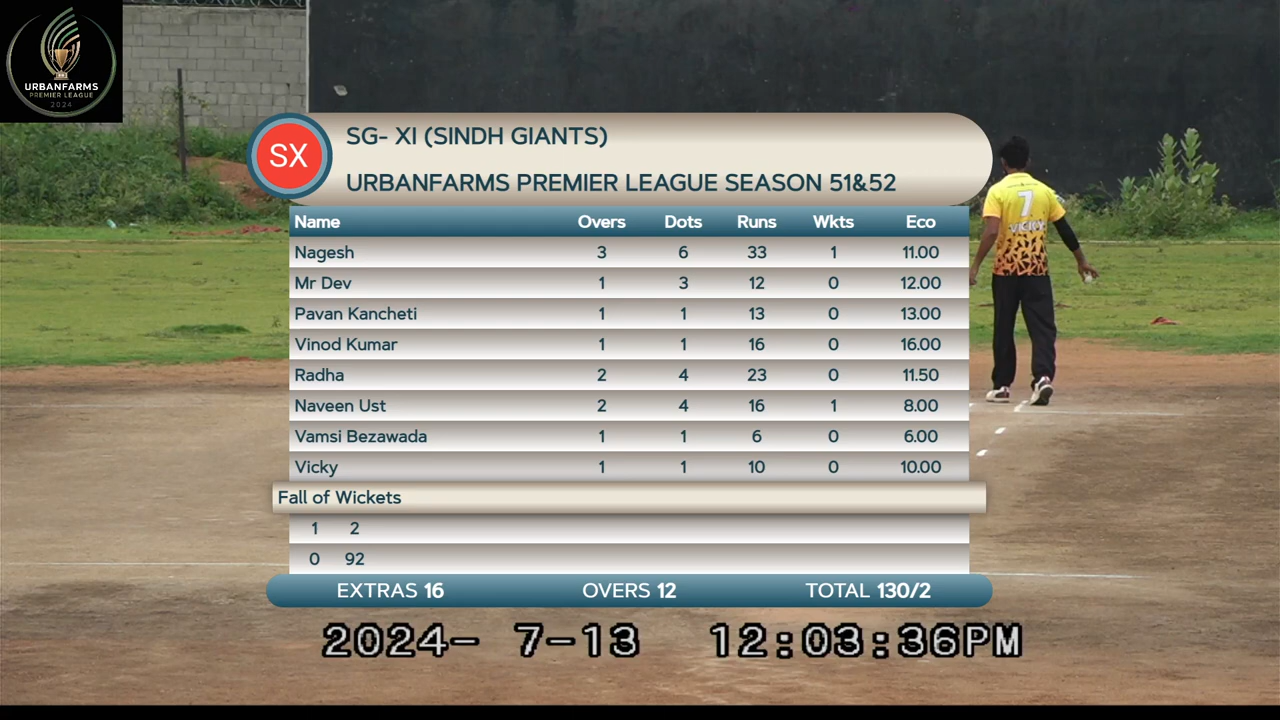 URBANFARMS
PREMIER LEAGUE
2024
SX
SG- XI (SINDH GIANTS)
URBANFARMS PREMIER LEAGUE SEASON 51&52
Name Overs Dots Runs Wkts Eco
Nagesh 3 6 33 1 11.00
Mr Dev 1 3 12 0 12.00
Pavan Kancheti 1 1 13 0 13.00
Vinod Kumar 1 1 16 0 16.00
Radha 2 4 23 0 11.50
Naveen Ust 2 4 16 1 8.00
Vamsi Bezawada 1 1 6 0 6.00
Vicky 1 1 10 0 10.00
Fall of Wickets
1 2
0 92
EXTRAS 16 OVERS 12 TOTAL 130/2
2024- 7-13 12:03:36PM
7
VICKY